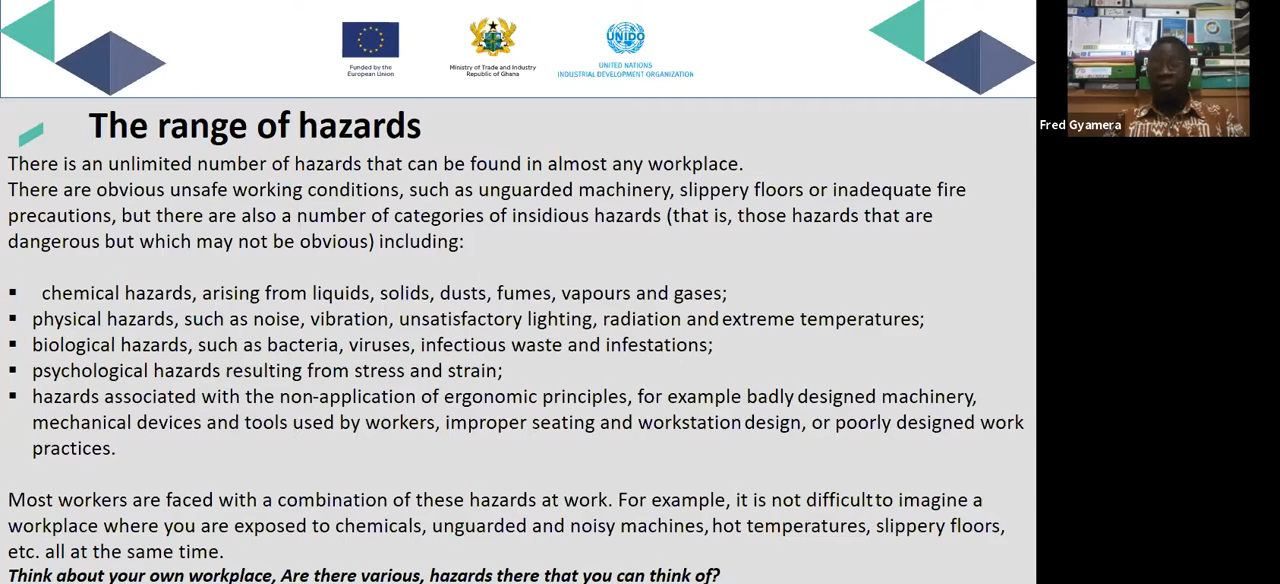 Funded by the
European Union
Ministry of Trade and Industry
Republic of Ghana
UNIDO
UNITED NATIONS
INDUSTRIAL DEVELOPMENT ORGANIZATION
Fred Gyamera
The range of hazards
There is an unlimited number of hazards that can be found in almost any workplace.
There are obvious unsafe working conditions, such as unguarded machinery, slippery floors or inadequate fire
precautions, but there are also a number of categories of insidious hazards (that is, those hazards that are
dangerous but which may not be obvious) including:
▪ chemical hazards, arising from liquids, solids, dusts, fumes, vapours and gases;
▪ physical hazards, such as noise, vibration, unsatisfactory lighting, radiation and extreme temperatures;
▪ biological hazards, such as bacteria, viruses, infectious waste and infestations;
▪ psychological hazards resulting from stress and strain;
▪ hazards associated with the non-application of ergonomic principles, for example badly designed machinery,
mechanical devices and tools used by workers, improper seating and workstation design, or poorly designed work
practices.
Most workers are faced with a combination of these hazards at work. For example, it is not difficult to imagine a
workplace where you are exposed to chemicals, unguarded and noisy machines, hot temperatures, slippery floors,
etc. all at the same time.
Think about your own workplace, Are there various, hazards there that you can think of?